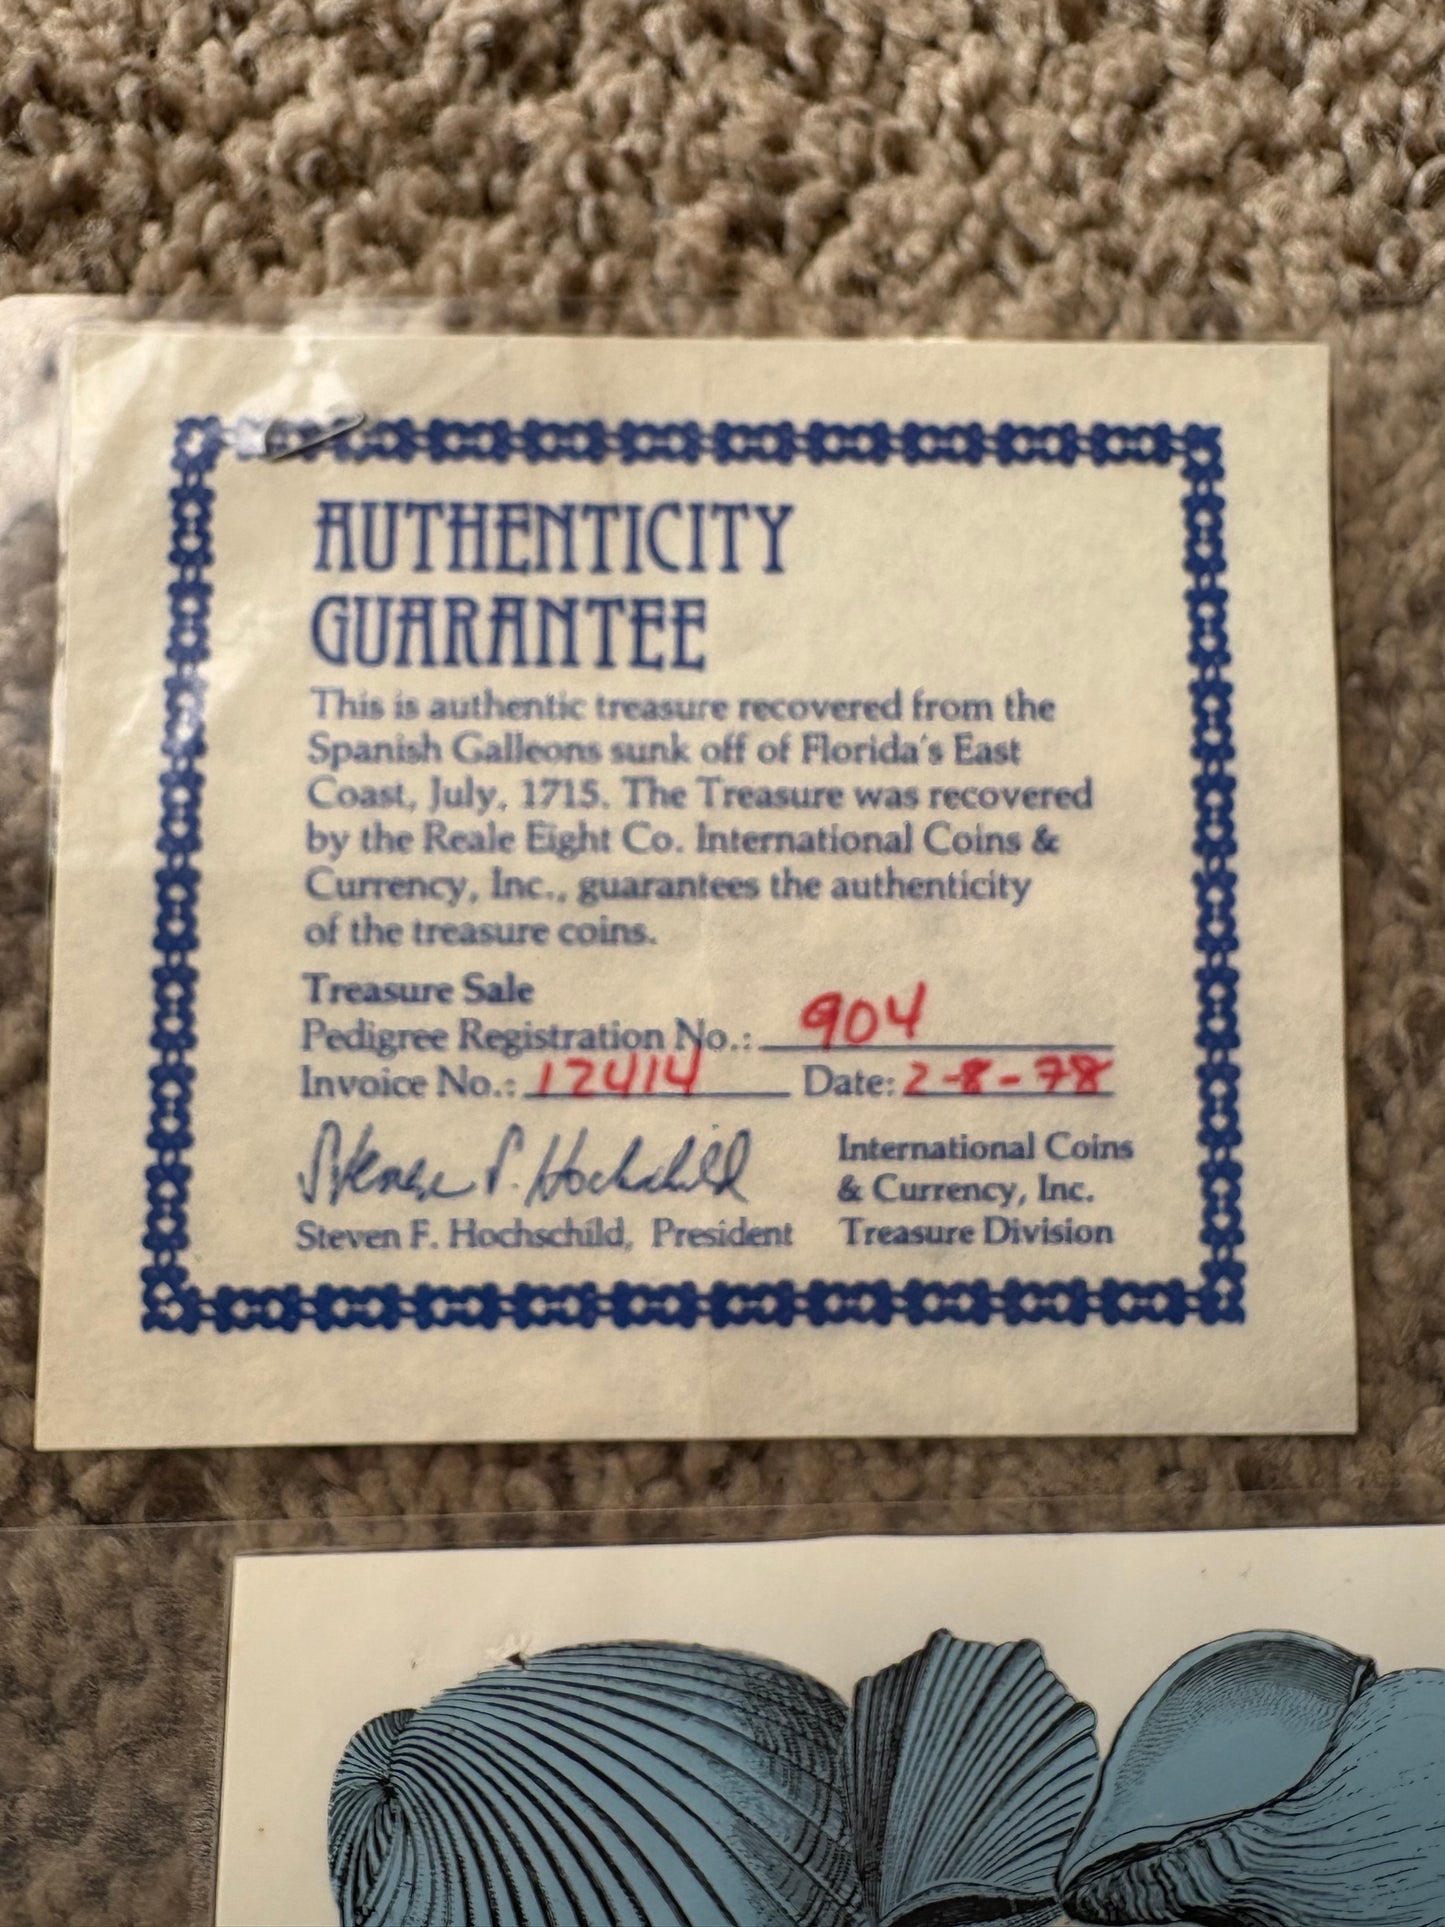 AUTHENTICITY
GUARANTEE
This is authentic treasure recovered from the
Spanish Galleons sunk off of Florida's East
Coast, July, 1715. The Treasure was recovered
by the Reale Eight Co. International Coins &
Currency, Inc., guarantees the authenticity
of the treasure coins.
Treasure Sale
Pedigree Registration No.: 904
Invoice No.: 12414 Date: 2-8-78
Steven F. Hochschild
Steven F. Hochschild, President
International Coins
& Currency, Inc.
Treasure Division